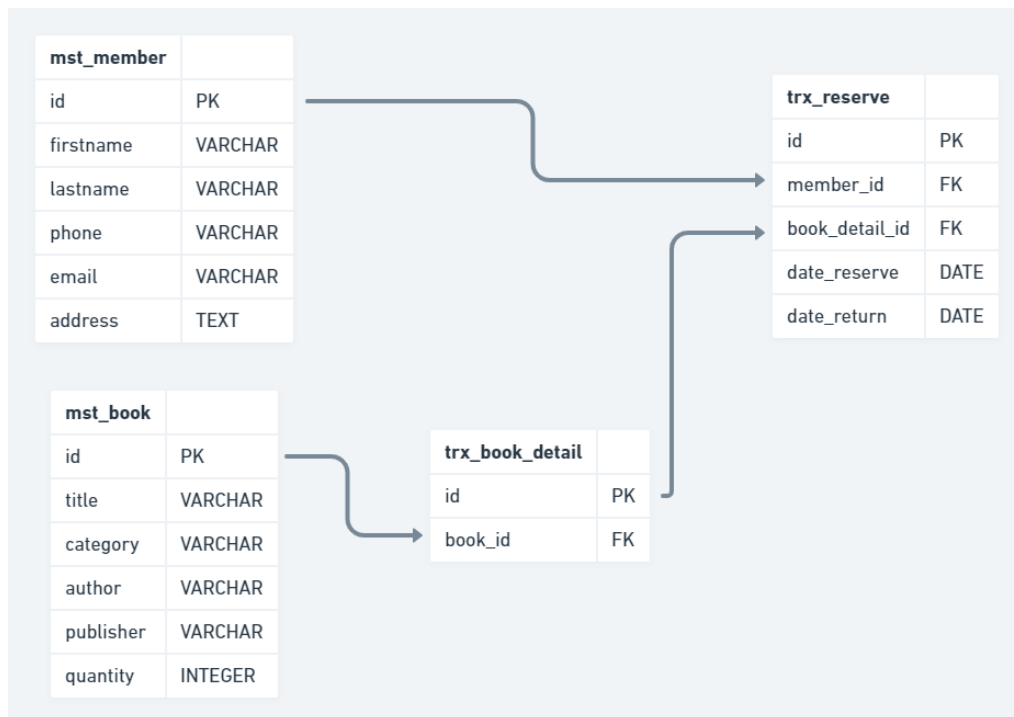 mst_member
id PK
firstname VARCHAR
lastname VARCHAR
phone VARCHAR
email VARCHAR
address TEXT
trx_reserve
id PK
member_id FK
book_detail_id FK
date_reserve DATE
date_return DATE
mst_book
id PK
title VARCHAR
category VARCHAR
author VARCHAR
publisher VARCHAR
quantity INTEGER
trx_book_detail
id PK
book_id FK